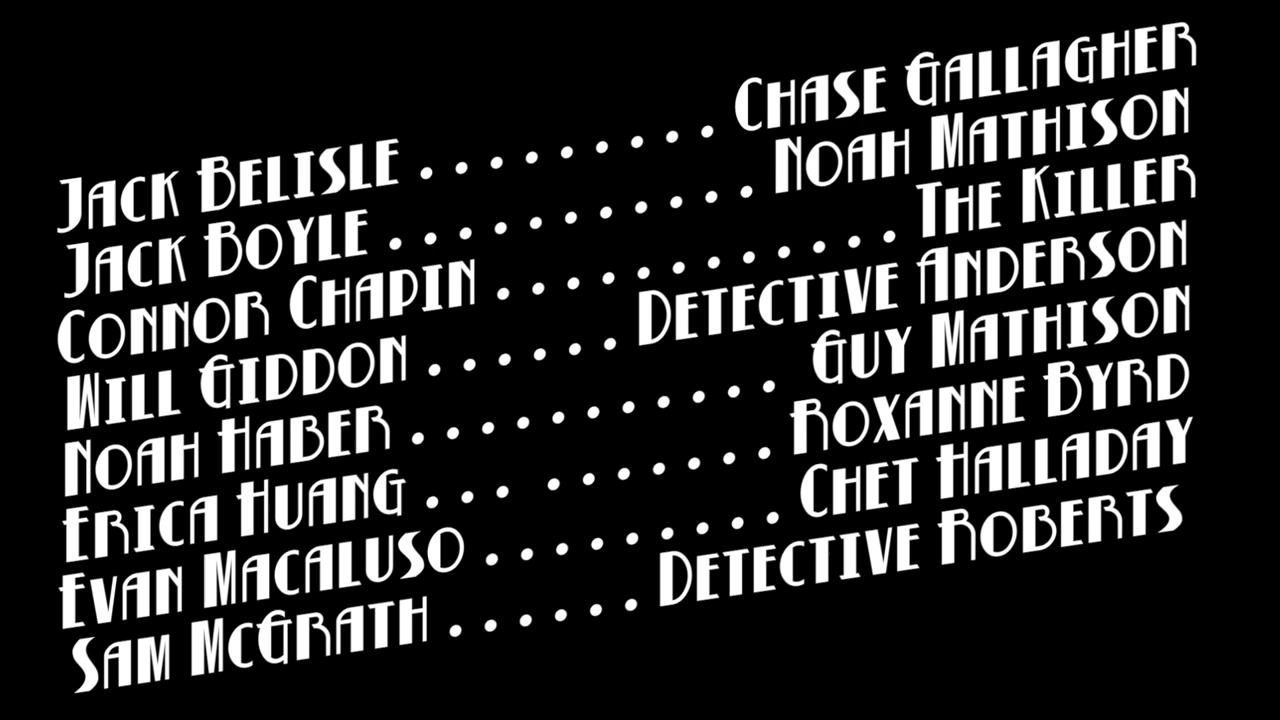 Jack Belisle . . . . . . . . . Chase Gallagher
Jack Boyle . . . . . . . . . . . Noah Mathison
Connor Chapin . . . . . . . . . . . . The Killer
Will Giddon . . . . . . Detective Anderson
Noah Haber . . . . . . . . . . . Guy Mathison
Erica Huang . . . . . . . . . . Roxanne Byrd
Evan Macaluso . . . . . . . . . Chet Halladay
Sam McGrath . . . . . . Detective Roberts